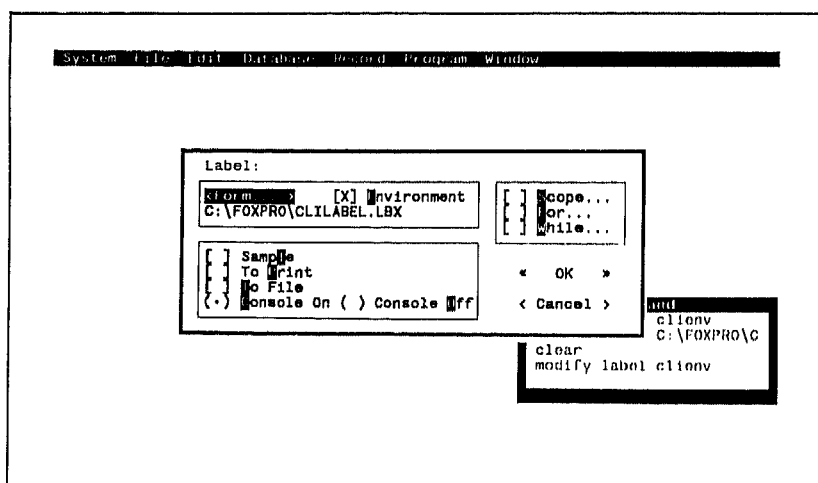 System File Edit Database Record Program Window
Label:
<Form... > [X] Environment
C:\FOXPRO\CLILABEL.LBX
[ ] Scope...
[ ] For...
[ ] While...
[ ] Sample
[ ] To Print
[ ] To File
(·) Console On ( ) Console Off
« OK »
< Cancel >
and
clienv
C:\FOXPRO\C
clear
modify label clienv